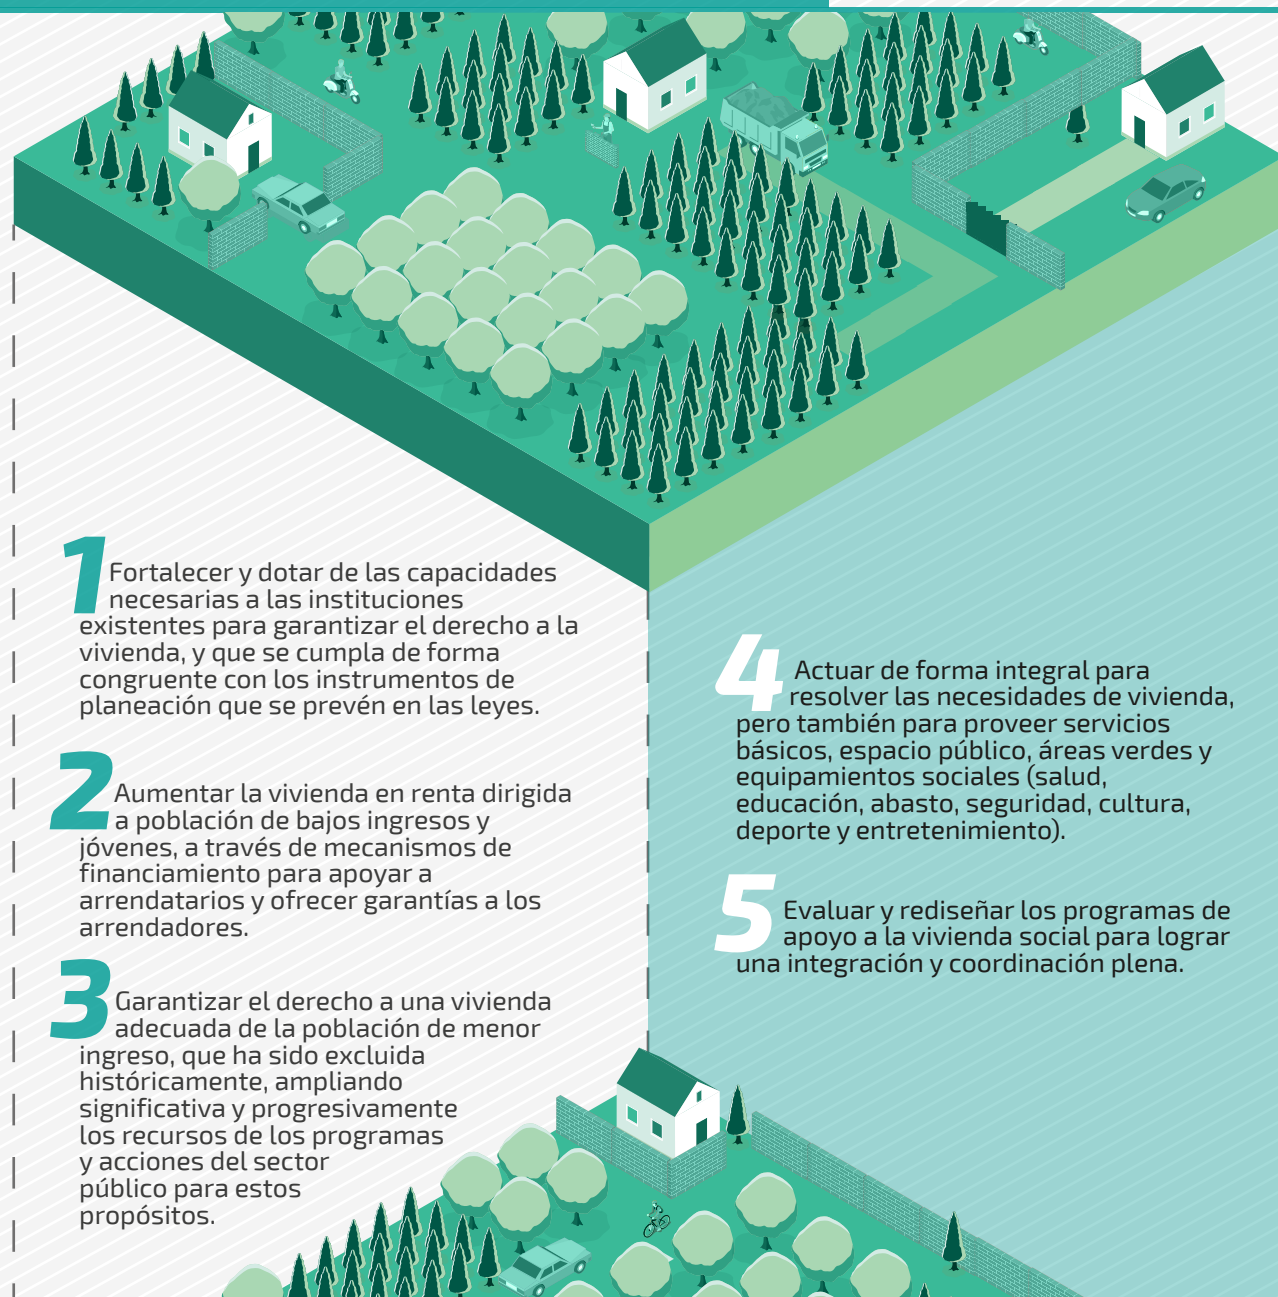 1 Fortalecer y dotar de las capacidades
necesarias a las instituciones
existentes para garantizar el derecho a la
vivienda, y que se cumpla de forma
congruente con los instrumentos de
planeación que se prevén en las leyes.
2 Aumentar la vivienda en renta dirigida
a población de bajos ingresos y
jóvenes, a través de mecanismos de
financiamiento para apoyar a
arrendatarios y ofrecer garantías a los
arrendadores.
3 Garantizar el derecho a una vivienda
adecuada de la población de menor
ingreso, que ha sido excluida
históricamente, ampliando
significativa y progresivamente
los recursos de los programas
y acciones del sector
público para estos
propósitos.
4 Actuar de forma integral para
resolver las necesidades de vivienda,
pero también para proveer servicios
básicos, espacio público, áreas verdes y
equipamientos sociales (salud,
educación, abasto, seguridad, cultura,
deporte y entretenimiento).
5 Evaluar y rediseñar los programas de
apoyo a la vivienda social para lograr
una integración y coordinación plena.